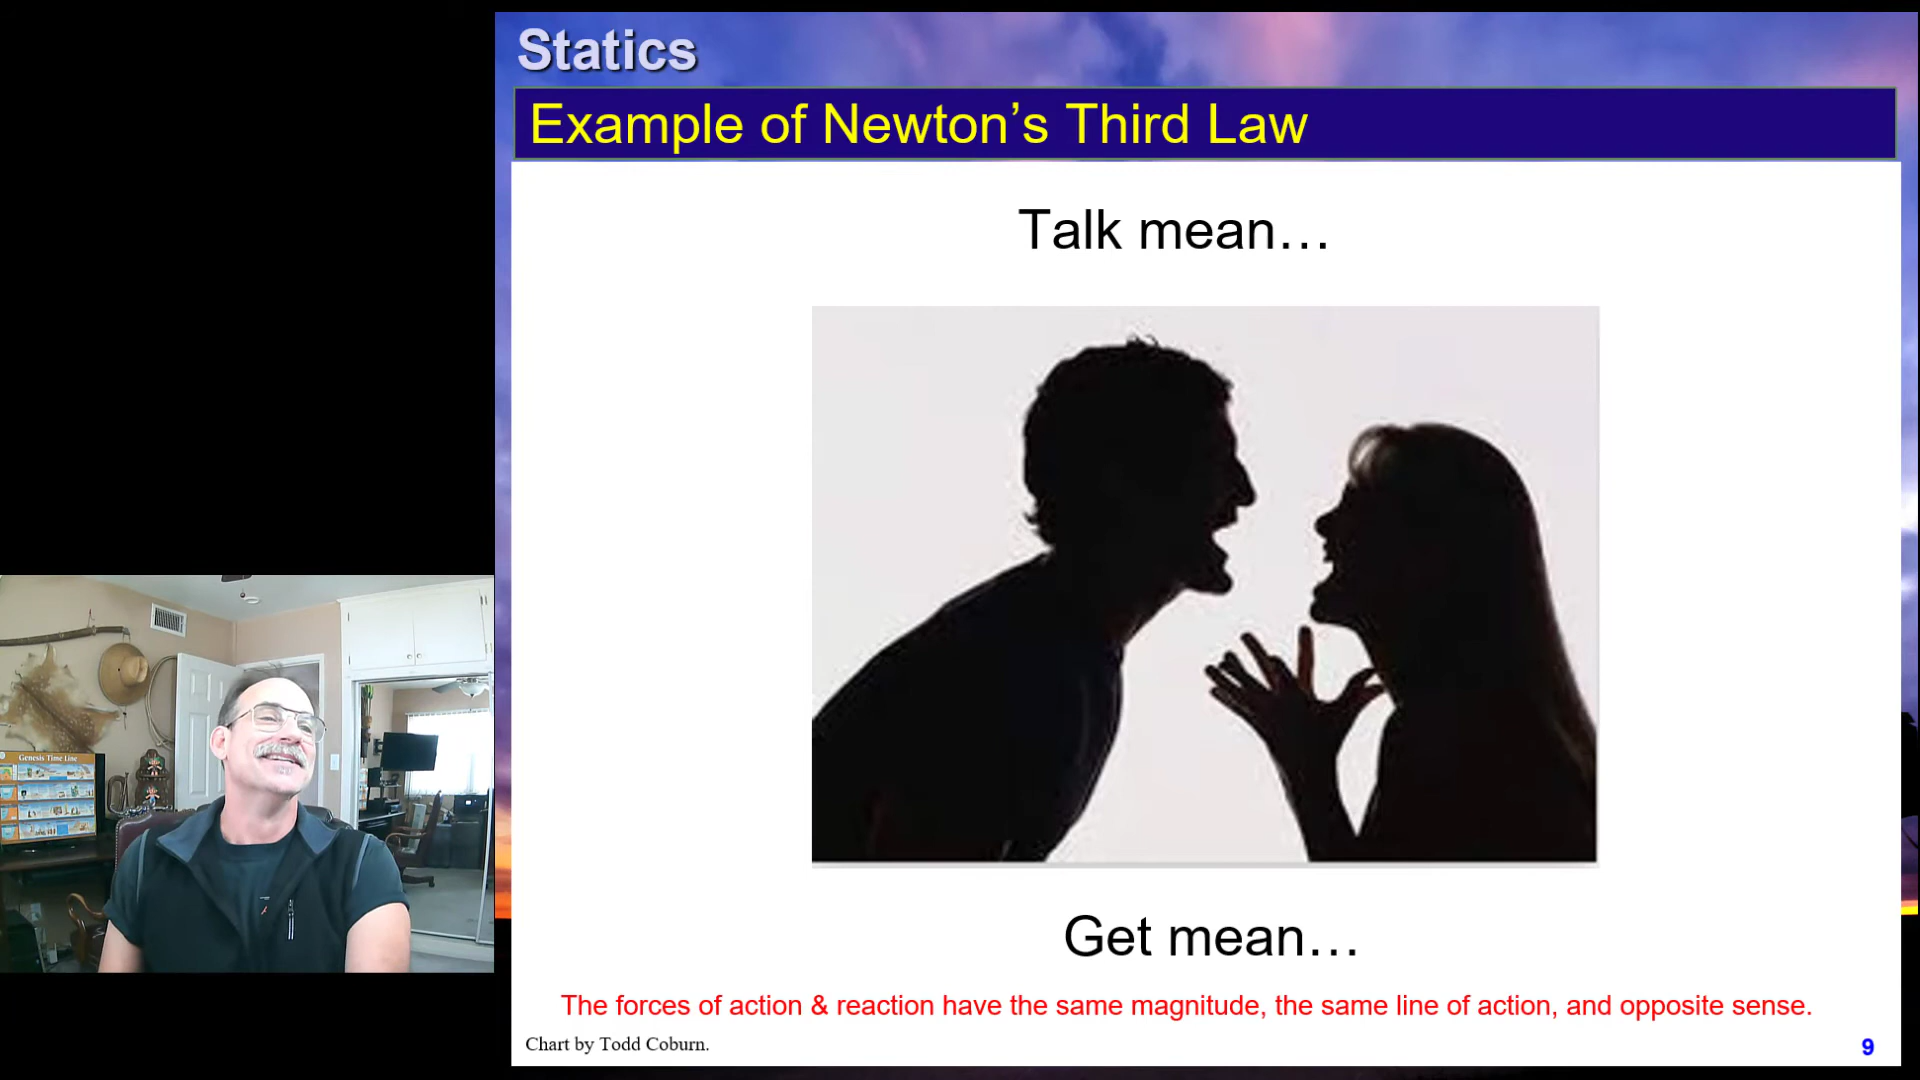 Statics
Example of Newton’s Third Law
Talk mean…
Get mean…
The forces of action & reaction have the same magnitude, the same line of action, and opposite sense.
Chart by Todd Coburn.
9
Genesis Time Line